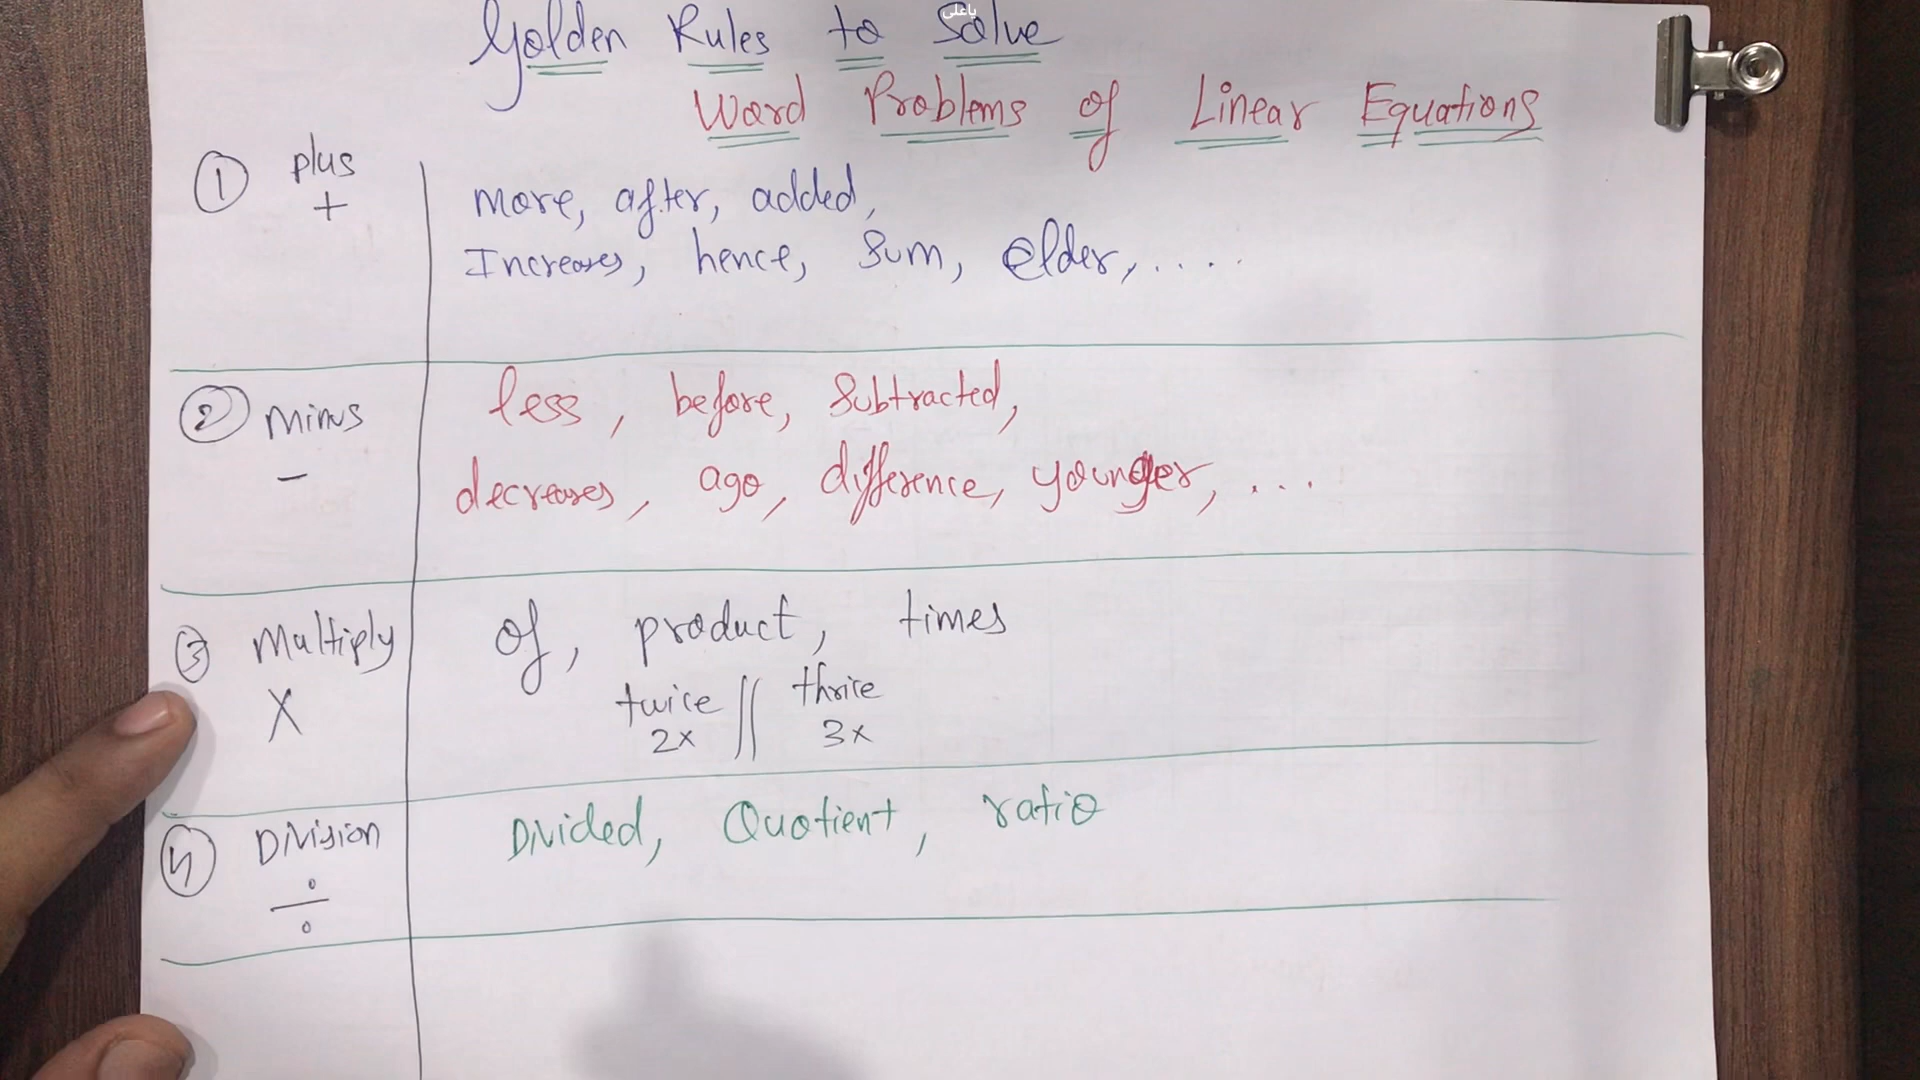 ياعلى
Golden Rules to Solve
Word Problems of Linear Equations
① plus
+
more, after, added,
Increases, hence, Sum, elder, ....
② minus
−
less, before, Subtracted,
decreases, ago, difference, younger, ...
③ Multiply
X
of, product, times
twice // thrice
2x 3x
④ Division
÷
Divided, Quotient, ratio